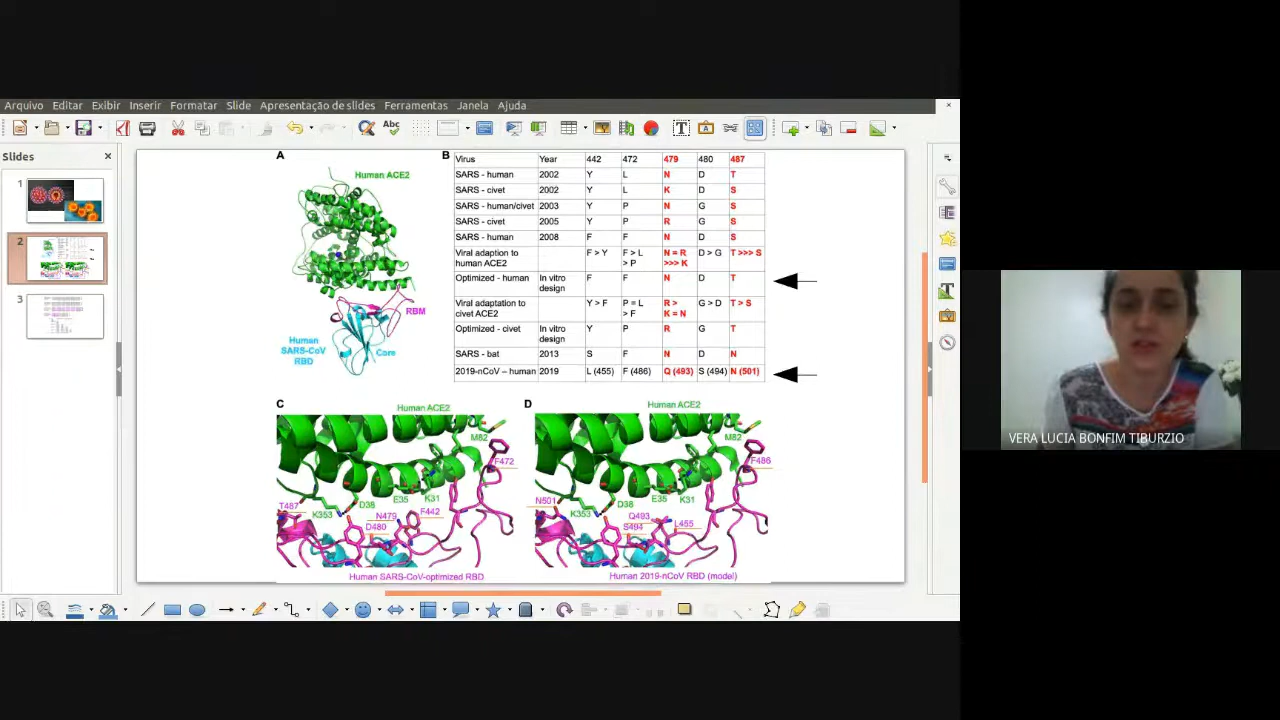 Arquivo Editar Exibir Inserir Formatar Slide Apresentação de slides Ferramentas Janela Ajuda
Abc
T
Slides
1
2
3
A
Human ACE2
RBM
Human
SARS-CoV
RBD
Core
B
Virus Year 442 472 479 480 487
SARS - human 2002 Y L N D T
SARS - civet 2002 Y L K D S
SARS - human/civet 2003 Y P N G S
SARS - civet 2005 Y P R G S
SARS - human 2008 F F N D S
Viral adaption to human ACE2 F > Y F > L > P N = R >>> K D > G T >>> S
Optimized - human In vitro design F F N D T
Viral adaptation to civet ACE2 Y > F P = L > F R > K = N G > D T > S
Optimized - civet In vitro design Y P R G T
SARS - bat 2013 S F N D N
2019-nCoV – human 2019 L (455) F (486) Q (493) S (494) N (501)
C
Human ACE2
M82
F472
E35
K31
D38
K353
T487
N479
F442
D480
Human SARS-CoV-optimized RBD
D
Human ACE2
M82
F486
E35
K31
D38
K353
N501
Q493
S494
L455
Human 2019-nCoV RBD (model)
VERA LUCIA BONFIM TIBURZIO